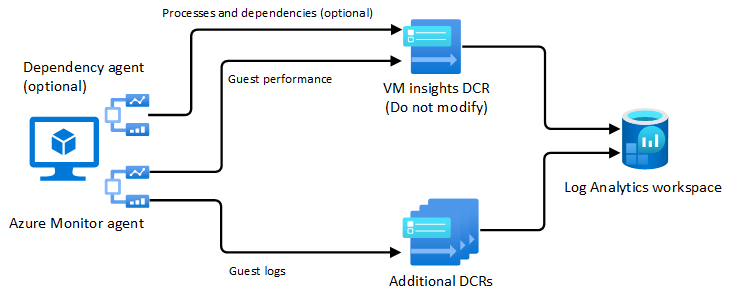 Processes and dependencies (optional)
Dependency agent
(optional)
Guest performance
VM insights DCR
(Do not modify)
Log Analytics workspace
Azure Monitor agent
Guest logs
Additional DCRs